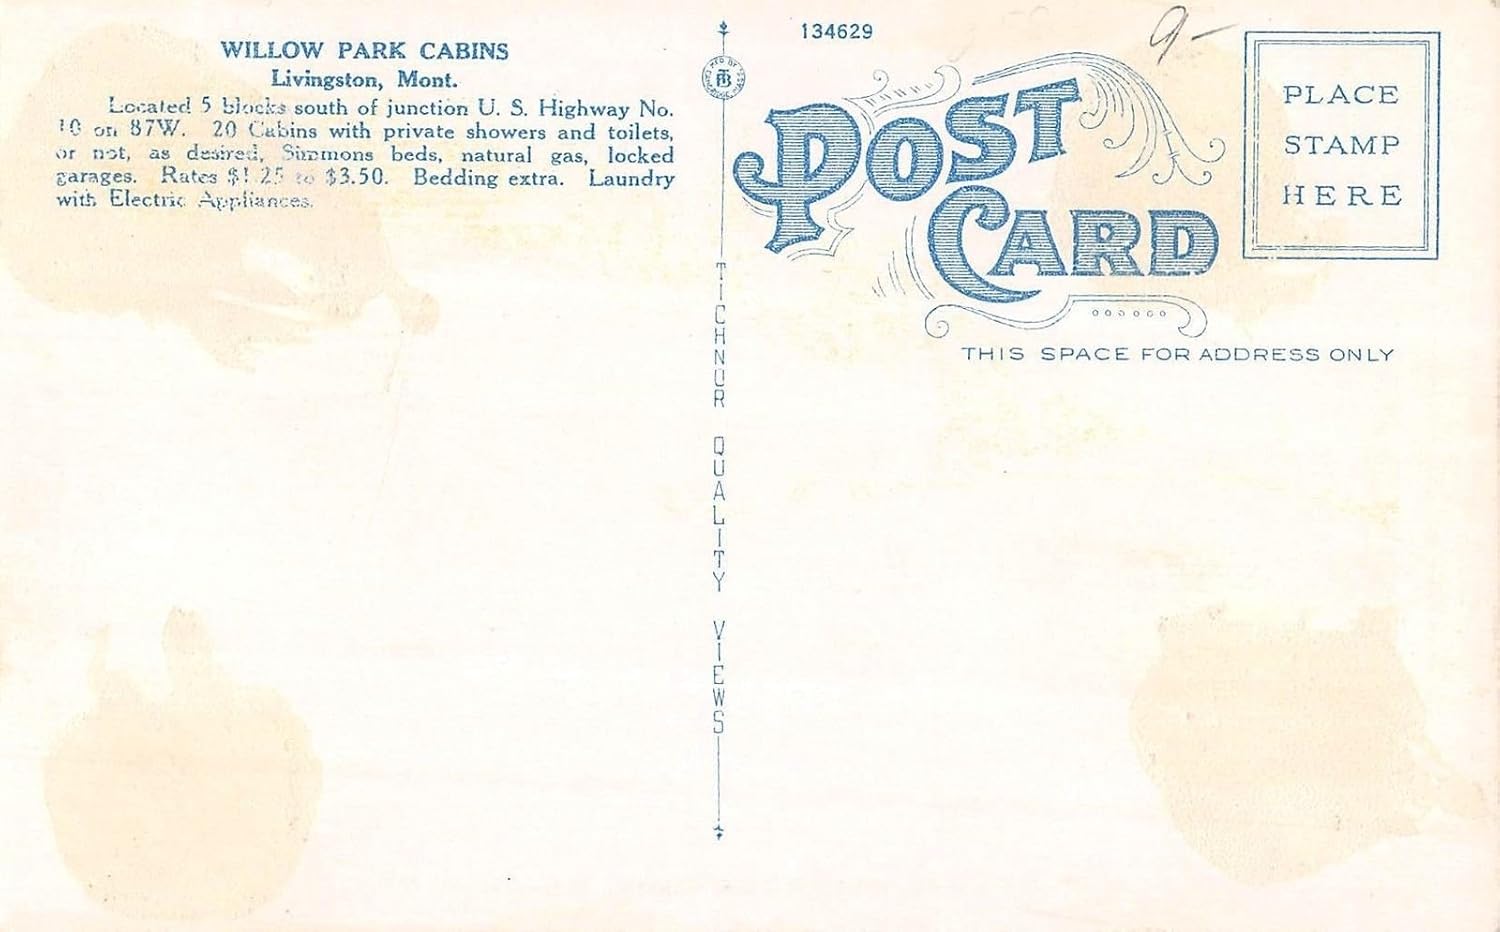 WILLOW PARK CABINS
Livingston, Mont.
Located 5 blocks south of junction U. S. Highway No.
10 on 87W. 20 Cabins with private showers and toilets,
or not, as desired, Simmons beds, natural gas, locked
garages. Rates $1.25 to $3.50. Bedding extra. Laundry
with Electric Appliances.
TICHNOR QUALITY VIEWS
134629
9-
POST
CARD
PLACE
STAMP
HERE
THIS SPACE FOR ADDRESS ONLY